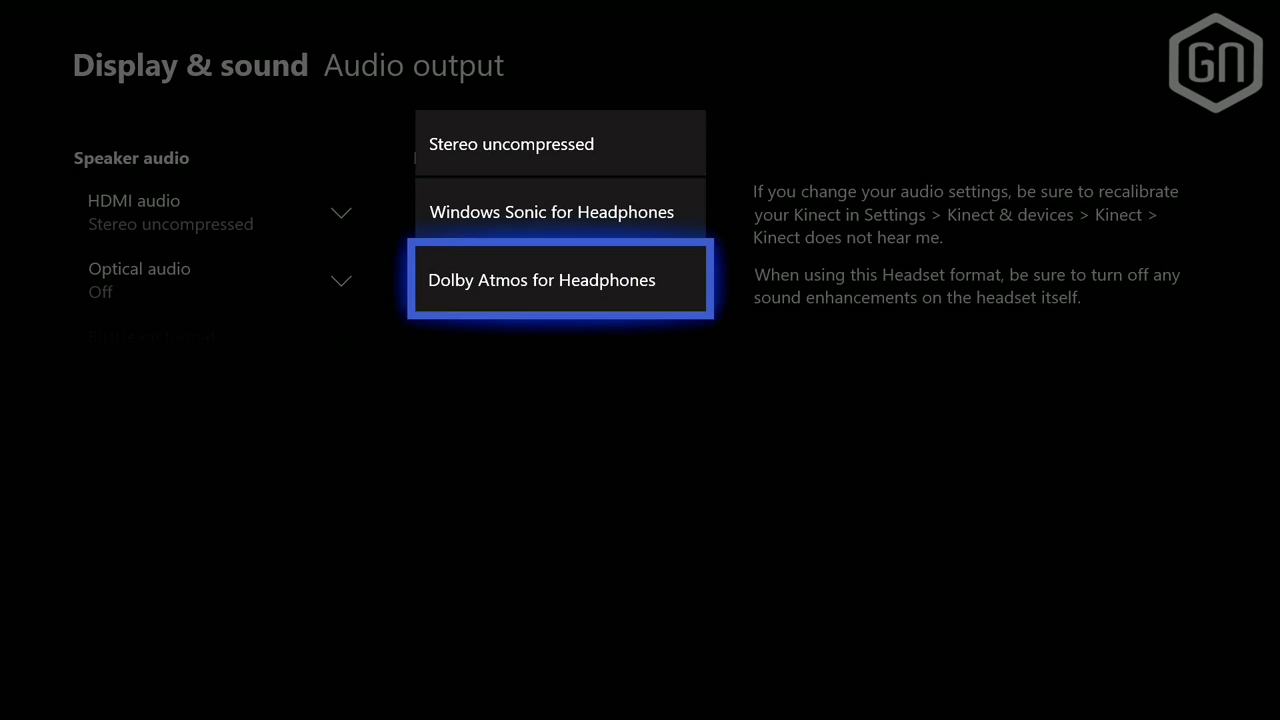 Display & sound Audio output
GN
Speaker audio
HDMI audio
Stereo uncompressed
Optical audio
Off
Stereo uncompressed
Windows Sonic for Headphones
Dolby Atmos for Headphones
If you change your audio settings, be sure to recalibrate
your Kinect in Settings > Kinect & devices > Kinect >
Kinect does not hear me.
When using this Headset format, be sure to turn off any
sound enhancements on the headset itself.